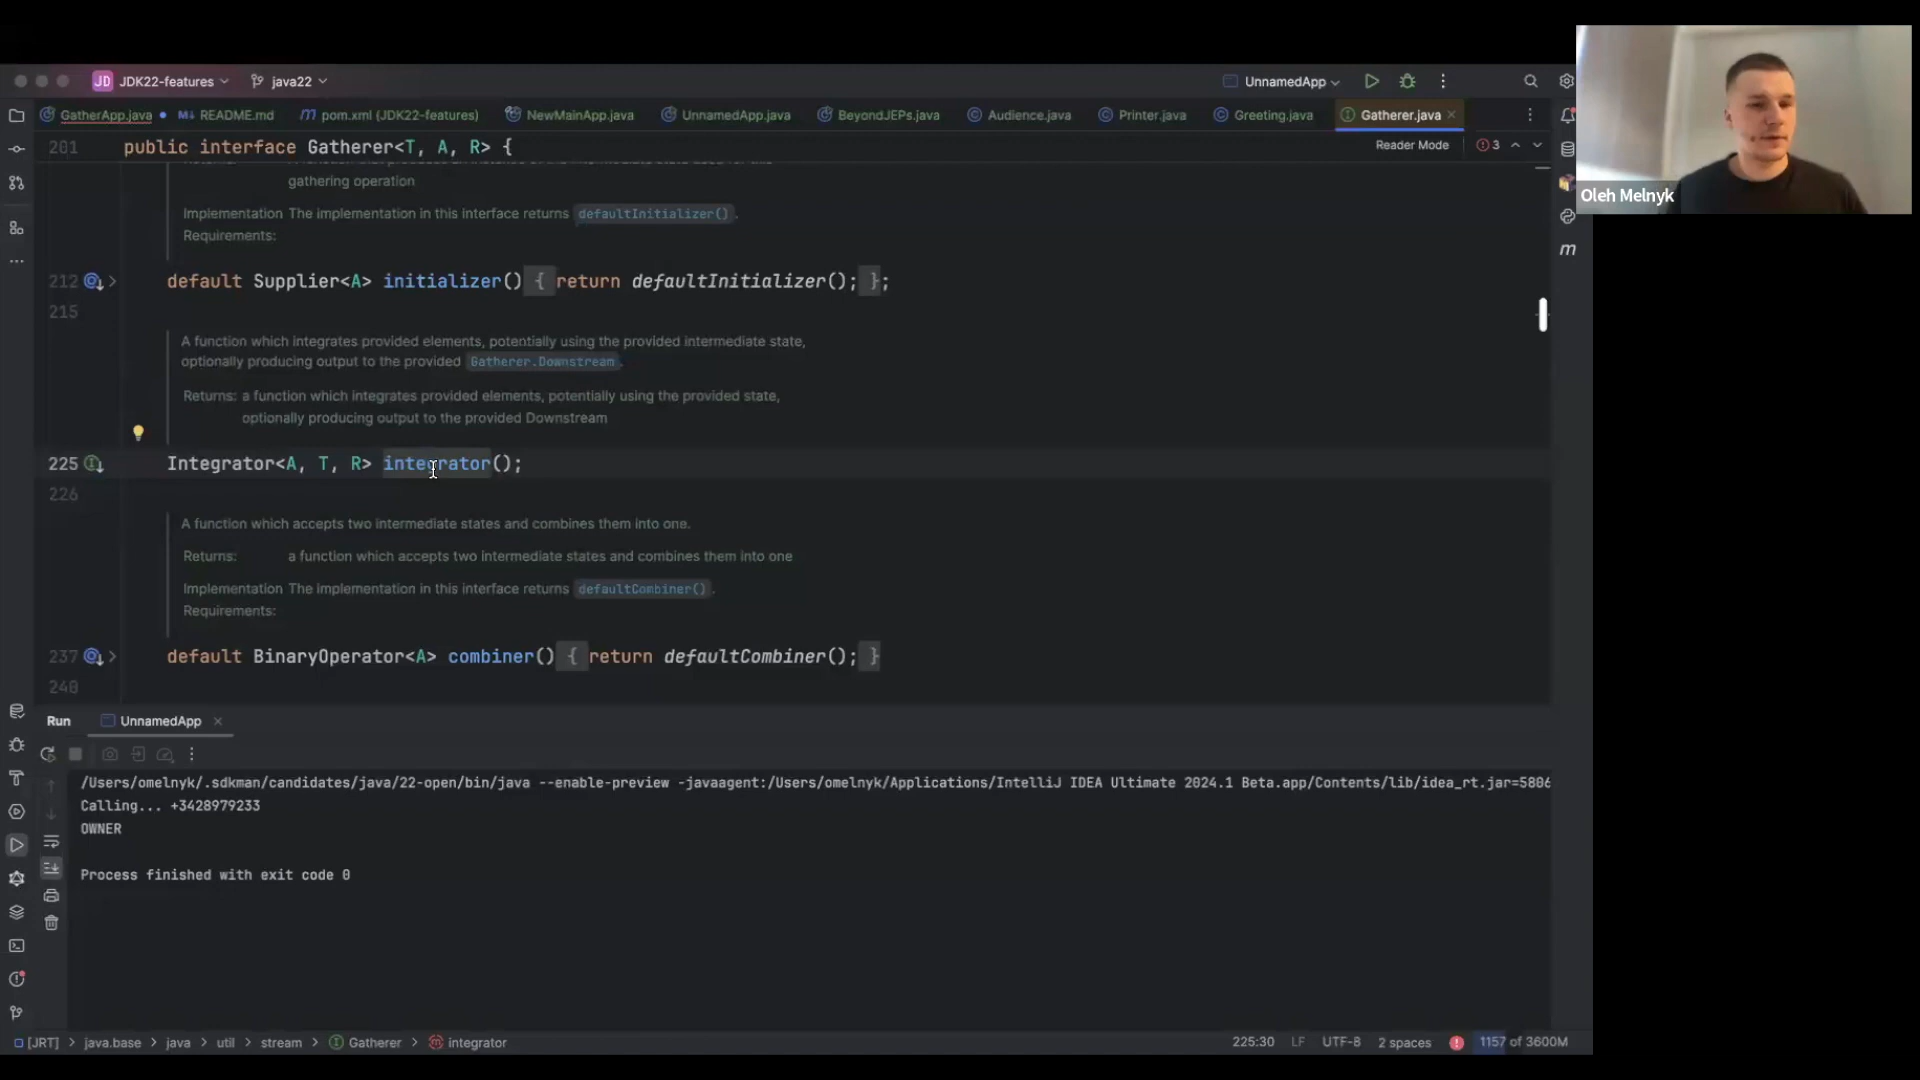 JD JDK22-features java22 UnnamedApp
GatherApp.java README.md pom.xml (JDK22-features) NewMainApp.java UnnamedApp.java BeyondJEPs.java Audience.java Printer.java Greeting.java Gatherer.java
201 public interface Gatherer<T, A, R> {
Reader Mode 3
gathering operation
Implementation The implementation in this interface returns defaultInitializer().
Requirements:
212 default Supplier<A> initializer() { return defaultInitializer(); };
215
A function which integrates provided elements, potentially using the provided intermediate state,
optionally producing output to the provided Gatherer.Downstream.
Returns: a function which integrates provided elements, potentially using the provided state,
optionally producing output to the provided Downstream
225 Integrator<A, T, R> integrator();
226
A function which accepts two intermediate states and combines them into one.
Returns: a function which accepts two intermediate states and combines them into one
Implementation The implementation in this interface returns defaultCombiner().
Requirements:
237 default BinaryOperator<A> combiner() { return defaultCombiner(); }
240
Run UnnamedApp
/Users/omelnyk/.sdkman/candidates/java/22-open/bin/java --enable-preview -javaagent:/Users/omelnyk/Applications/IntelliJ IDEA Ultimate 2024.1 Beta.app/Contents/lib/idea_rt.jar=5806
Calling... +3428979233
OWNER
Process finished with exit code 0
[JRT] > java.base > java > util > stream > Gatherer > integrator
225:30 LF UTF-8 2 spaces 1157 of 3600M
Oleh Melnyk
m